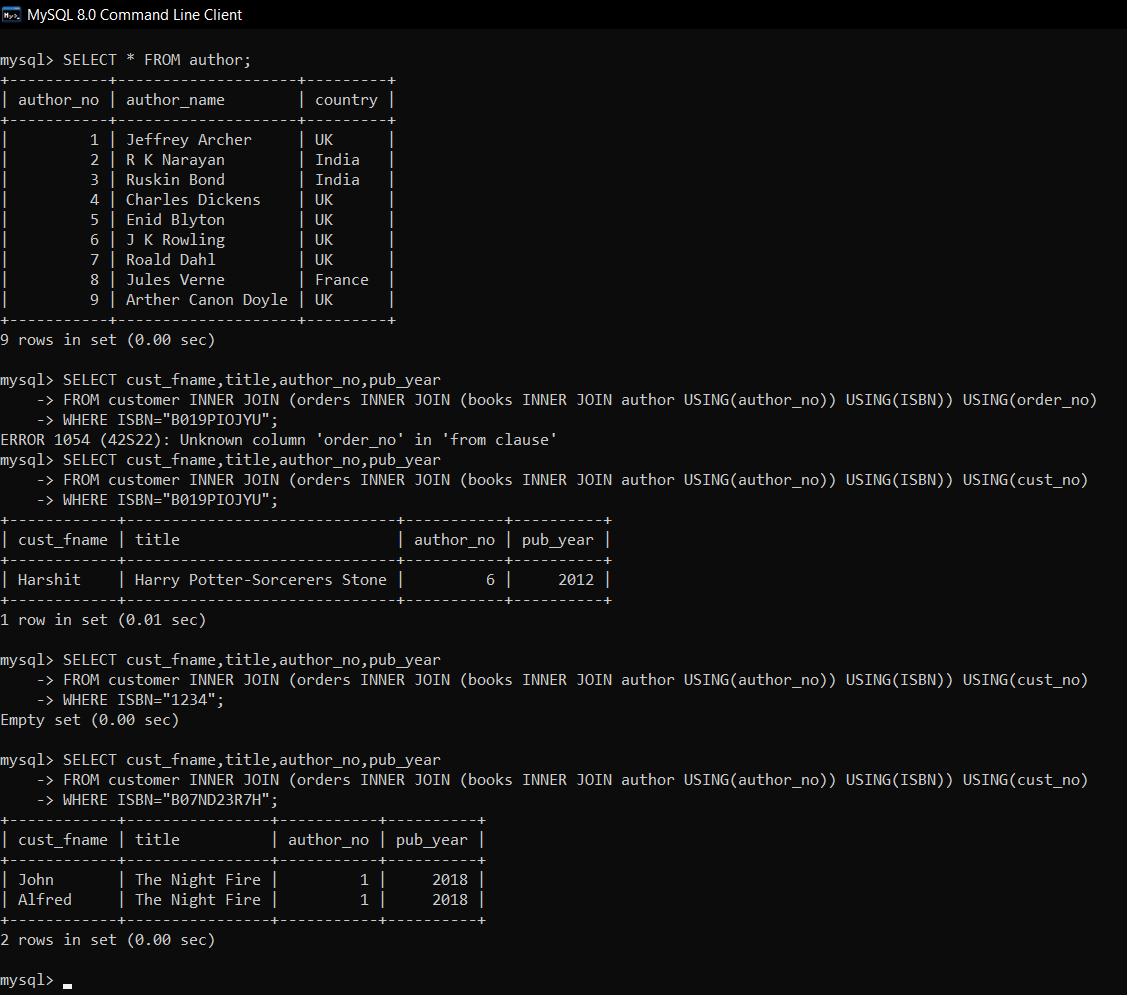 MySQL 8.0 Command Line Client
mysql> SELECT * FROM author;
+-----------+-------------------+---------+
| author_no | author_name       | country |
+-----------+-------------------+---------+
|         1 | Jeffrey Archer    | UK      |
|         2 | R K Narayan       | India   |
|         3 | Ruskin Bond       | India   |
|         4 | Charles Dickens   | UK      |
|         5 | Enid Blyton       | UK      |
|         6 | J K Rowling       | UK      |
|         7 | Roald Dahl        | UK      |
|         8 | Jules Verne       | France  |
|         9 | Arther Canon Doyle | UK      |
+-----------+-------------------+---------+
9 rows in set (0.00 sec)
mysql> SELECT cust_fname,title,author_no,pub_year
    -> FROM customer INNER JOIN (orders INNER JOIN (books INNER JOIN author USING(author_no)) USING(ISBN)) USING(order_no)
    -> WHERE ISBN="B019PIOJYU";
ERROR 1054 (42S22): Unknown column 'order_no' in 'from clause'
mysql> SELECT cust_fname,title,author_no,pub_year
    -> FROM customer INNER JOIN (orders INNER JOIN (books INNER JOIN author USING(author_no)) USING(ISBN)) USING(cust_no)
    -> WHERE ISBN="B019PIOJYU";
+------------+------------------------------+-----------+----------+
| cust_fname | title                        | author_no | pub_year |
+------------+------------------------------+-----------+----------+
| Harshit    | Harry Potter-Sorcerers Stone |         6 |     2012 |
+------------+------------------------------+-----------+----------+
1 row in set (0.01 sec)
mysql> SELECT cust_fname,title,author_no,pub_year
    -> FROM customer INNER JOIN (orders INNER JOIN (books INNER JOIN author USING(author_no)) USING(ISBN)) USING(cust_no)
    -> WHERE ISBN="1234";
Empty set (0.00 sec)
mysql> SELECT cust_fname,title,author_no,pub_year
    -> FROM customer INNER JOIN (orders INNER JOIN (books INNER JOIN author USING(author_no)) USING(ISBN)) USING(cust_no)
    -> WHERE ISBN="B07ND23R7H";
+------------+----------------+-----------+----------+
| cust_fname | title          | author_no | pub_year |
+------------+----------------+-----------+----------+
| John       | The Night Fire |         1 |     2018 |
| Alfred     | The Night Fire |         1 |     2018 |
+------------+----------------+-----------+----------+
2 rows in set (0.00 sec)
mysql>